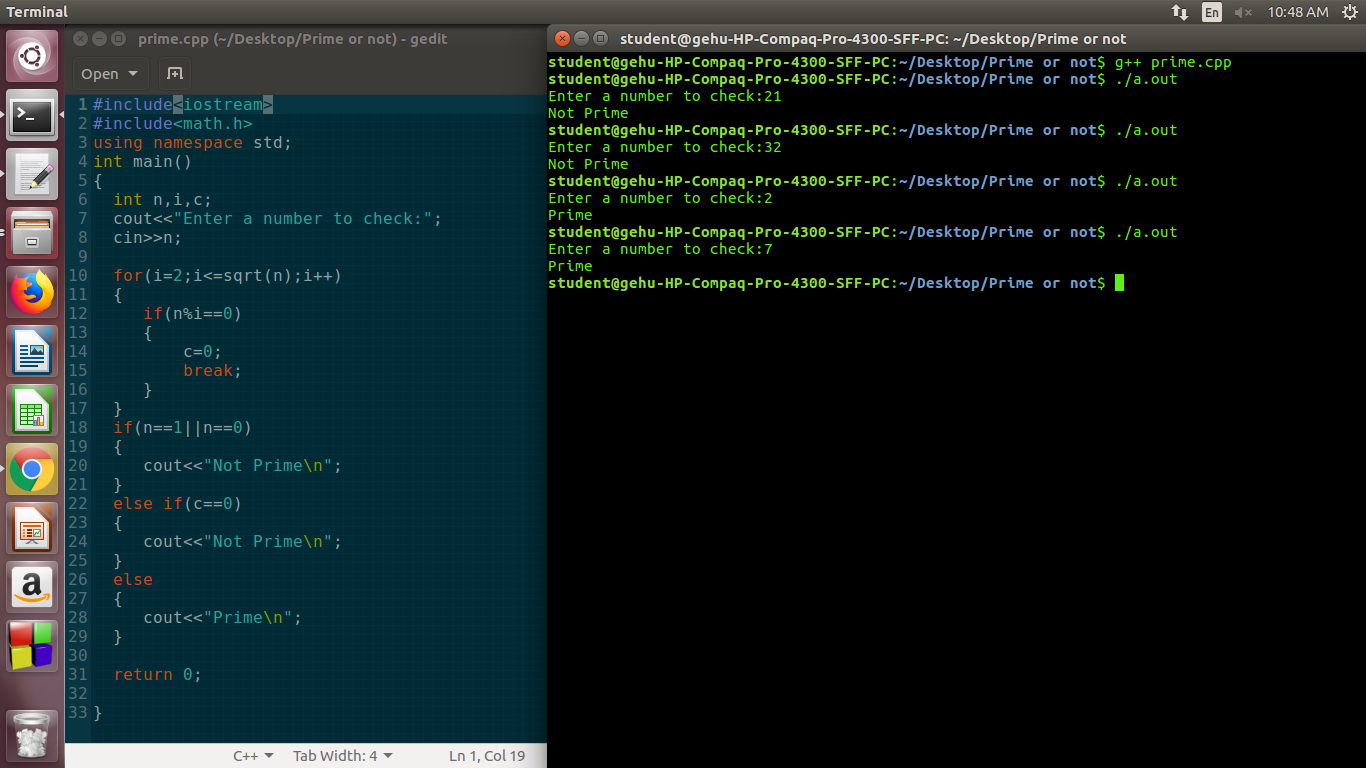 Terminal
En
10:48 AM
prime.cpp (~/Desktop/Prime or not) - gedit
Open
1 #include<iostream>
2 #include<math.h>
3 using namespace std;
4 int main()
5 {
6   int n,i,c;
7   cout<<"Enter a number to check:";
8   cin>>n;
9
10   for(i=2;i<=sqrt(n);i++)
11   {
12      if(n%i==0)
13      {
14          c=0;
15          break;
16      }
17   }
18   if(n==1||n==0)
19   {
20      cout<<"Not Prime\n";
21   }
22   else if(c==0)
23   {
24      cout<<"Not Prime\n";
25   }
26   else
27   {
28      cout<<"Prime\n";
29   }
30
31   return 0;
32
33 }
C++
Tab Width: 4
Ln 1, Col 19
student@gehu-HP-Compaq-Pro-4300-SFF-PC: ~/Desktop/Prime or not
student@gehu-HP-Compaq-Pro-4300-SFF-PC:~/Desktop/Prime or not$ g++ prime.cpp
student@gehu-HP-Compaq-Pro-4300-SFF-PC:~/Desktop/Prime or not$ ./a.out
Enter a number to check:21
Not Prime
student@gehu-HP-Compaq-Pro-4300-SFF-PC:~/Desktop/Prime or not$ ./a.out
Enter a number to check:32
Not Prime
student@gehu-HP-Compaq-Pro-4300-SFF-PC:~/Desktop/Prime or not$ ./a.out
Enter a number to check:2
Prime
student@gehu-HP-Compaq-Pro-4300-SFF-PC:~/Desktop/Prime or not$ ./a.out
Enter a number to check:7
Prime
student@gehu-HP-Compaq-Pro-4300-SFF-PC:~/Desktop/Prime or not$
a